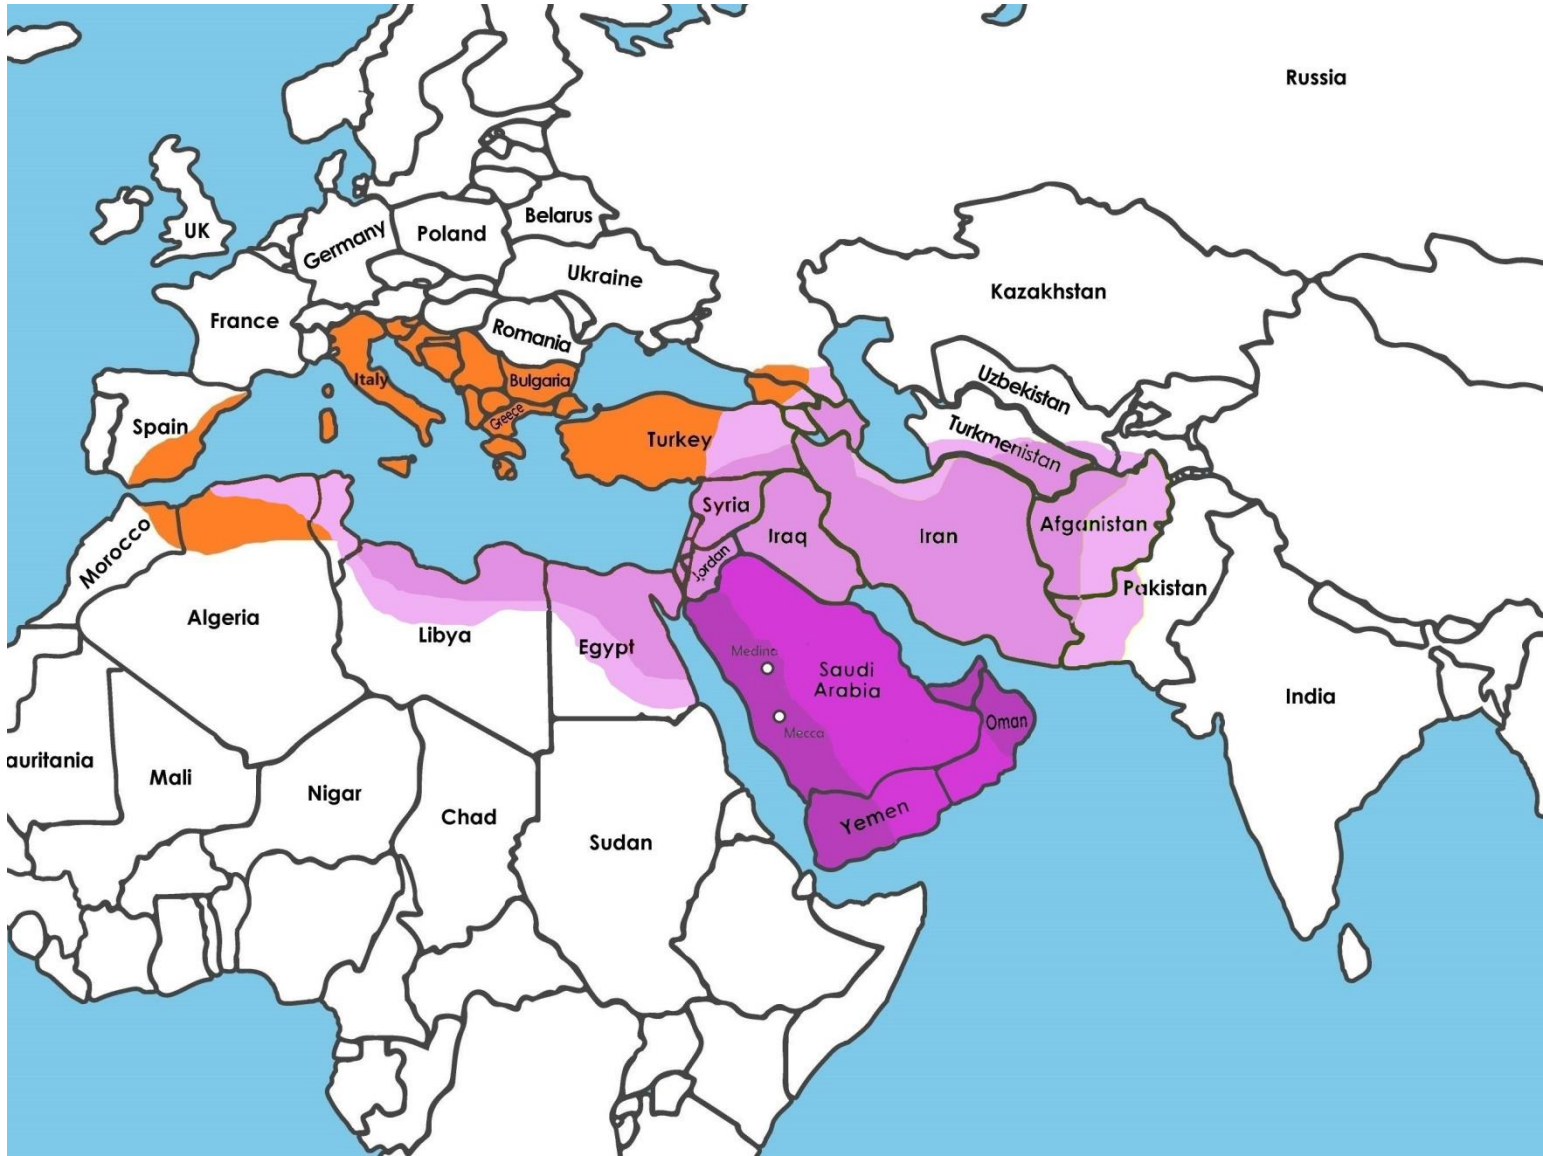 Russia
Belarus
UK
Germany
Poland
Ukraine
Kazakhstan
France
Romania
Uzbekistan
Italy
Bulgaria
Spain
Greece
Turkey
Turkmenistan
Syria
Afganistan
Morocco
Iraq
Iran
Jordan
Pakistan
Algeria
Libya
Egypt
Medina
Saudi
Arabia
India
Mecca
Oman
auritania
Mali
Nigar
Chad
Yemen
Sudan